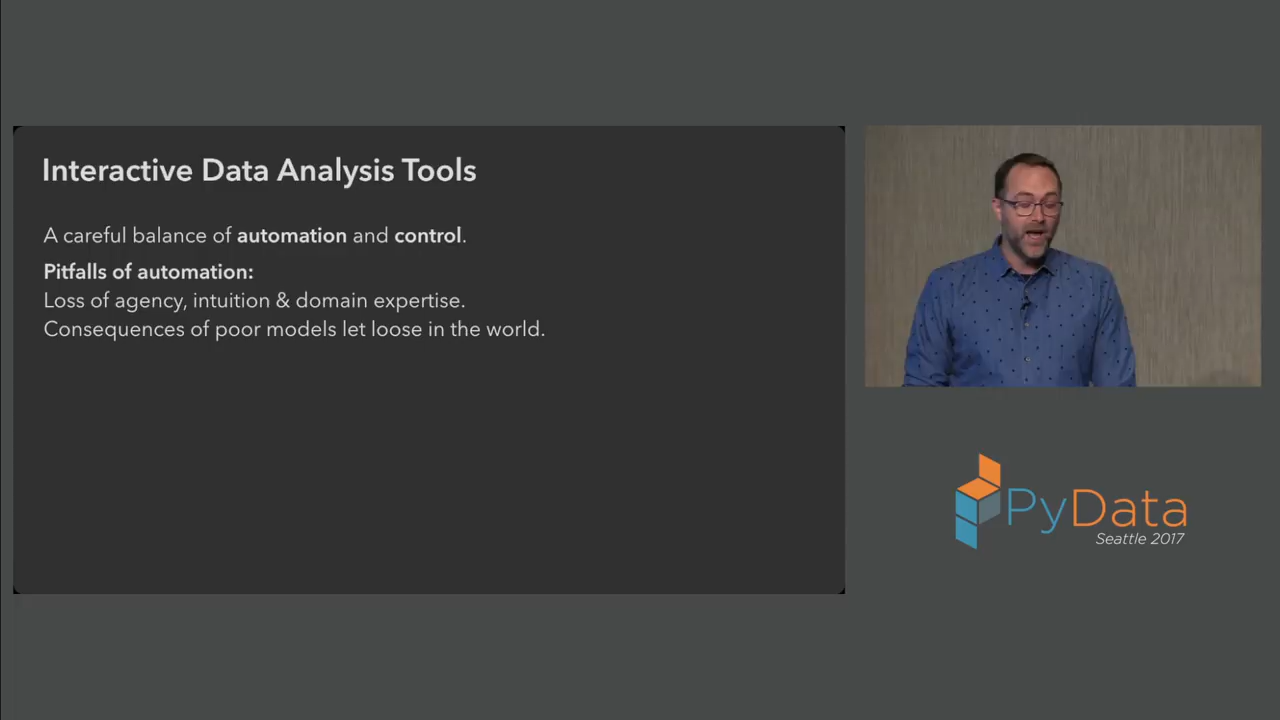 Interactive Data Analysis Tools
A careful balance of automation and control.
Pitfalls of automation:
Loss of agency, intuition & domain expertise.
Consequences of poor models let loose in the world.
PyData
Seattle 2017